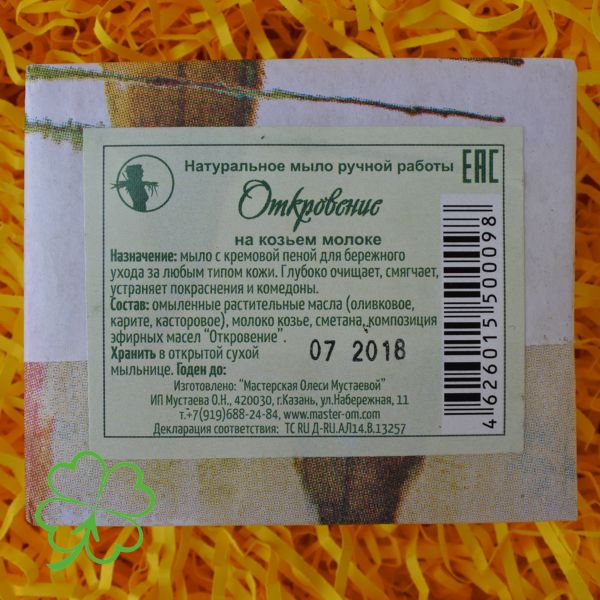 Натуральное мыло ручной работы
Откровение
на козьем молоке
Назначение: мыло с кремовой пеной для бережного
ухода за любым типом кожи. Глубоко очищает, смягчает,
устраняет покраснения и комедоны.
Состав: омыленные растительные масла (оливковое,
карите, касторовое), молоко козье, сметана, композиция
эфирных масел "Откровение".
Хранить в открытой сухой
мыльнице. Годен до:
07 2018
Изготовлено: "Мастерская Олеси Мустаевой"
ИП Мустаева О.Н., 420030, г.Казань, ул.Набережная, 11
т.+7(919)688-24-84, www.master-om.com
Декларация соответствия: ТС RU Д-RU.АЛ14.В.13257
EAC
4 626015 500098